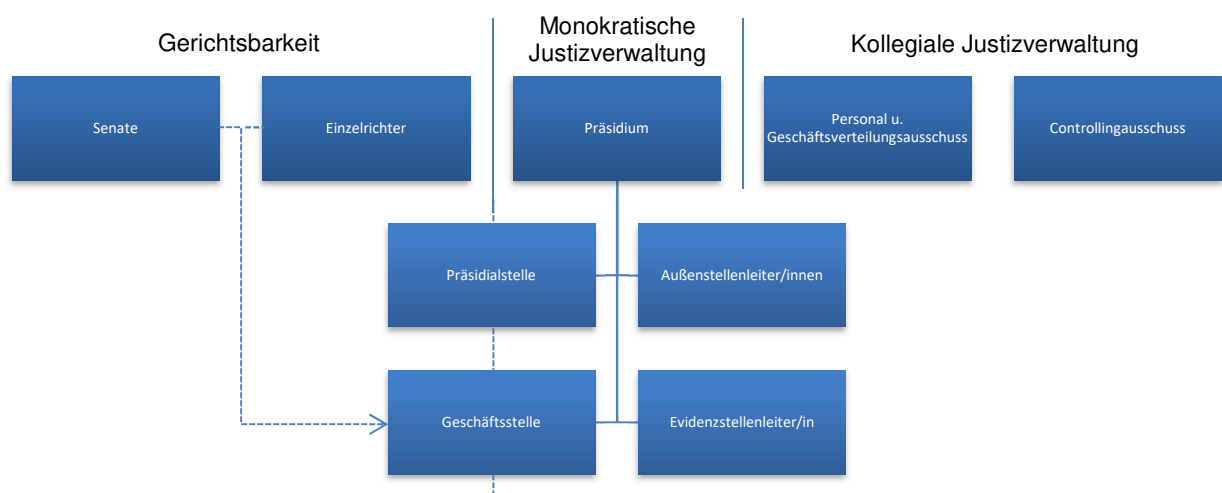 Gerichtsbarkeit
Monokratische
Justizverwaltung
Kollegiale Justizverwaltung
Senate
Einzelrichter
Präsidium
Personal u.
Geschäftsverteilungsausschuss
Controllingausschuss
Präsidialstelle
Außenstellenleiter/innen
Geschäftsstelle
Evidenzstellenleiter/in